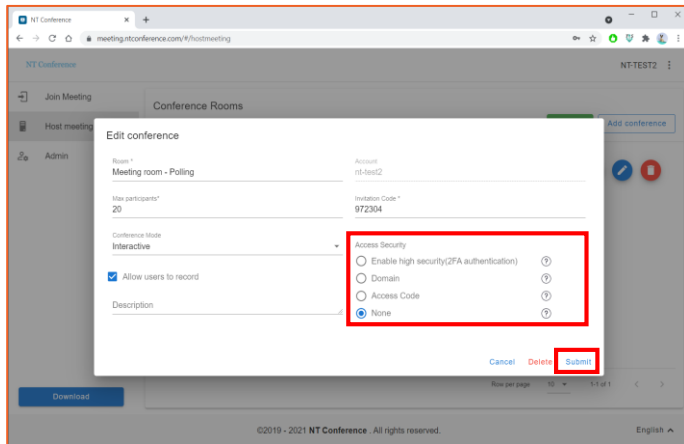 NT Conference
meeting.ntconference.com/#/hostmeeting
NT Conference
NT-TEST2
Join Meeting
Host meeting
Admin
Conference Rooms
Add conference
Edit conference
Room *
Meeting room - Polling
Account
nt-test2
Max participants*
20
Invitation Code *
972304
Conference Mode
Interactive
Allow users to record
Description
Access Security
Enable high security(2FA authentication)
Domain
Access Code
None
Cancel Delete Submit
Row per page 10 1-1 of 1
Download
©2019 - 2021 NT Conference . All rights reserved.
English